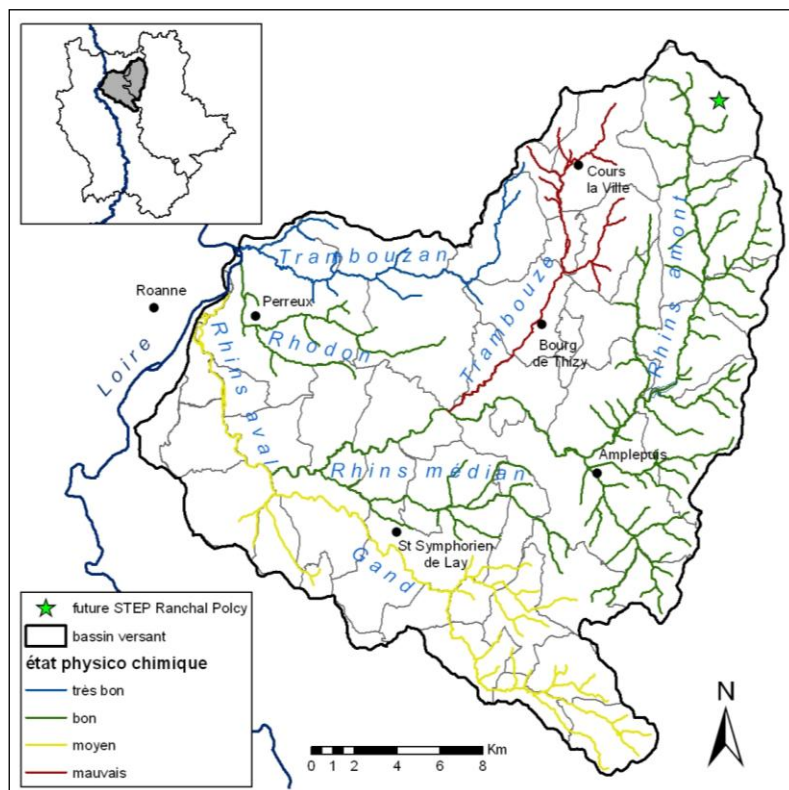 Cours
la Ville
Trambouzan
Rhins amont
Roanne
Perreux
Trambouze
Bourg
de Thizy
Rhodon
Loire
Rhins aval
Rhins médian
Amplepuis
St Symphorien
de Lay
Gand
future STEP Ranchal Polcy
bassin versant
état physico chimique
très bon
bon
moyen
mauvais
N
Km
0 1 2 4 6 8